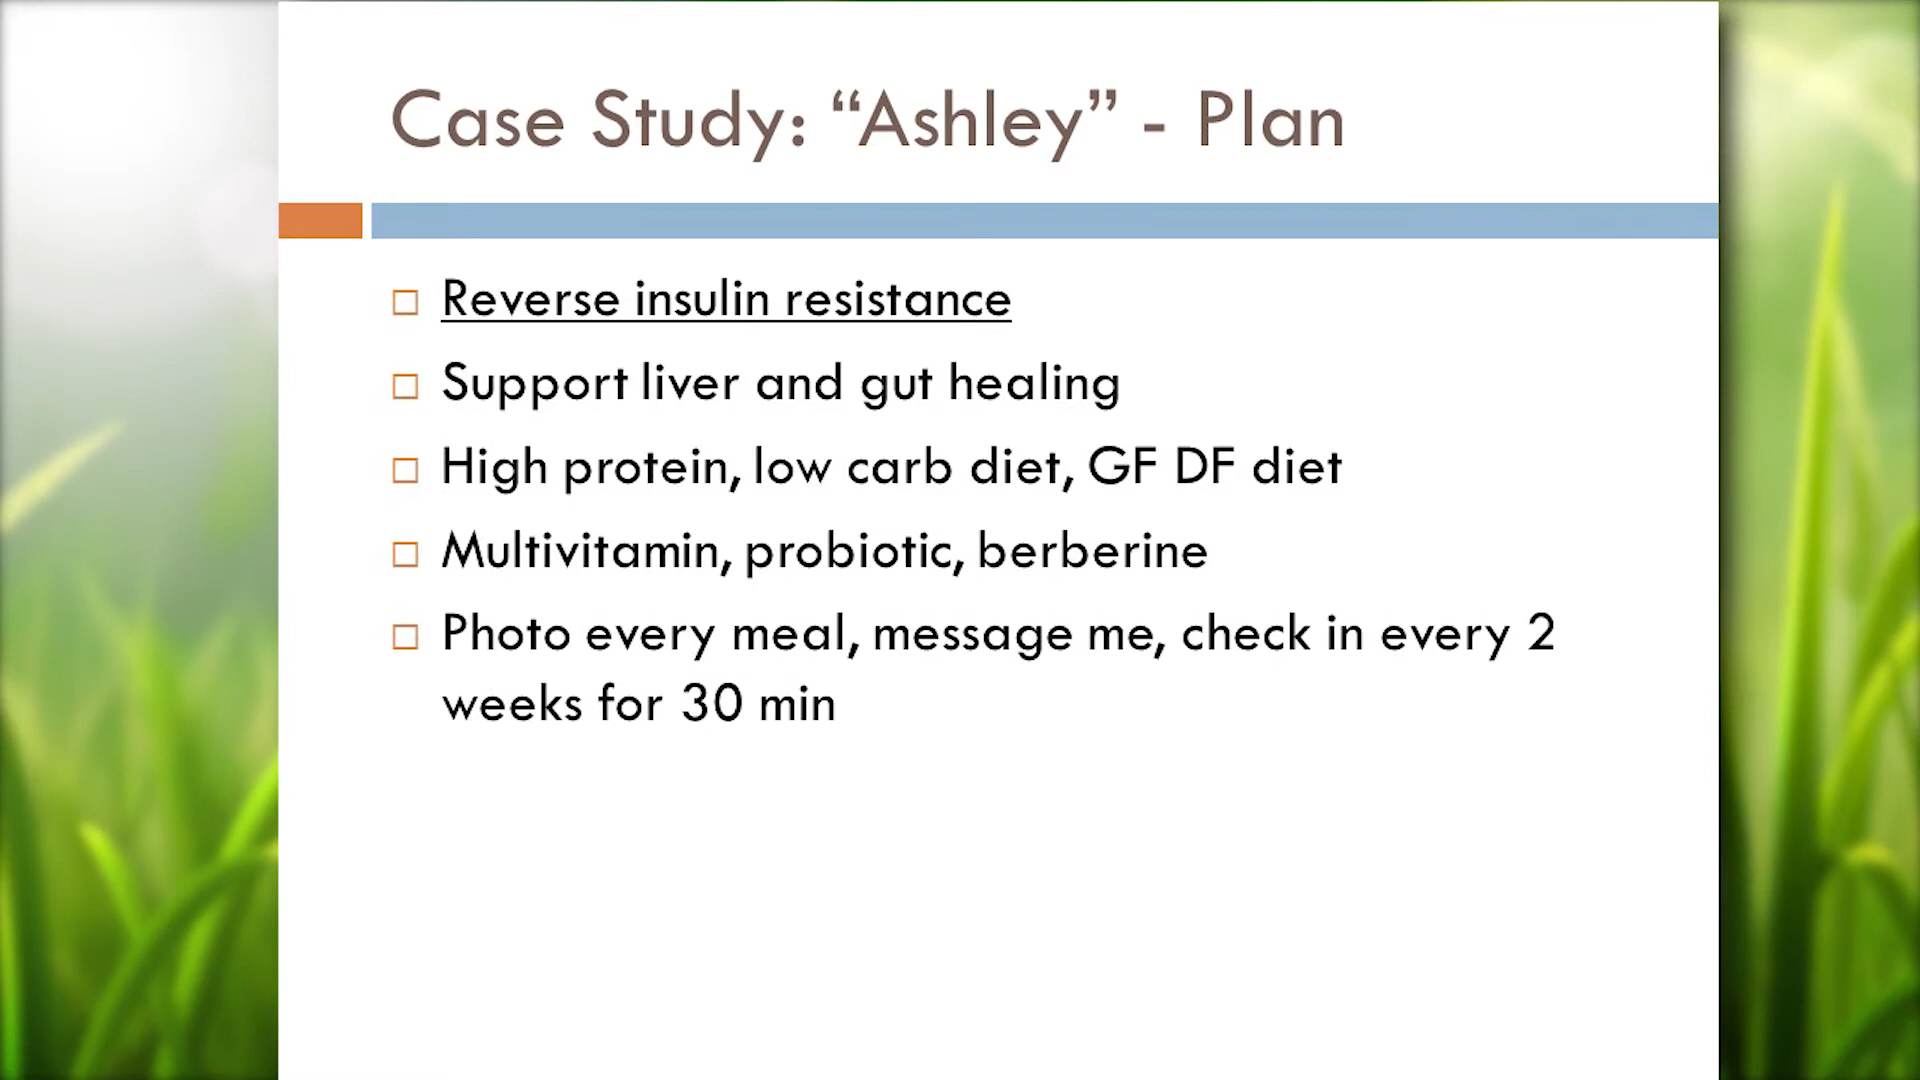 Case Study: “Ashley” - Plan
Reverse insulin resistance
Support liver and gut healing
High protein, low carb diet, GF DF diet
Multivitamin, probiotic, berberine
Photo every meal, message me, check in every 2
weeks for 30 min